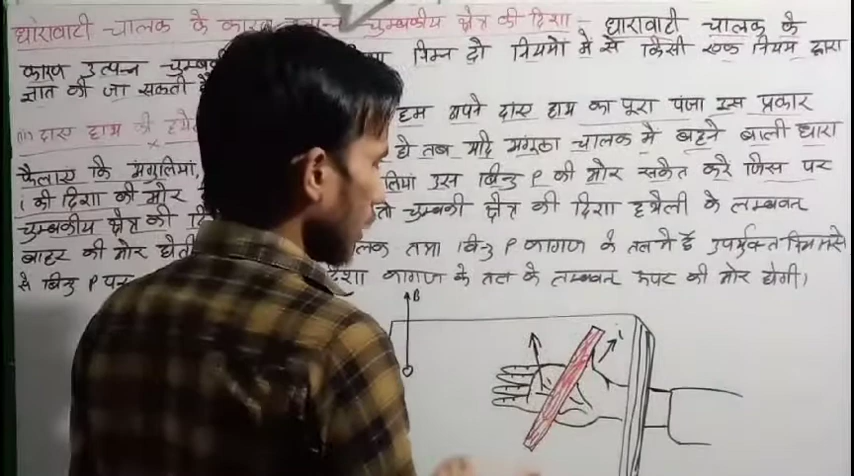 धारावाही चालक के कारण उत्पन्न चुम्बकीय क्षेत्र की दिशा - धारावाही चालक के
कारण उत्पन्न निम्न दो नियमो में से किसी एक नियम द्वारा
ज्ञात की जा सकती है
हम अपने दाए हाथ का पूरा पंजा इस प्रकार
(ii) दाए हाथ की हो तब यदि अंगूठा चालक मे बहने वाली धारा
फैलाए कि अंगुलिया, उस बिन्दु P की ओर संकेत करे जिस पर
i की दिशा की ओर तो चुम्बकी क्षेत्र की दिशा हथेली के लम्बवत
चुम्बकीय क्षेत्र की
बाहर की ओर होती तथा बिन्दु P कागज के तल मे है उपर्युक्त नियम से
से बिन्दु P पर दिशा कागज के तल के लम्बवत ऊपर की ओर होगी।
B
i